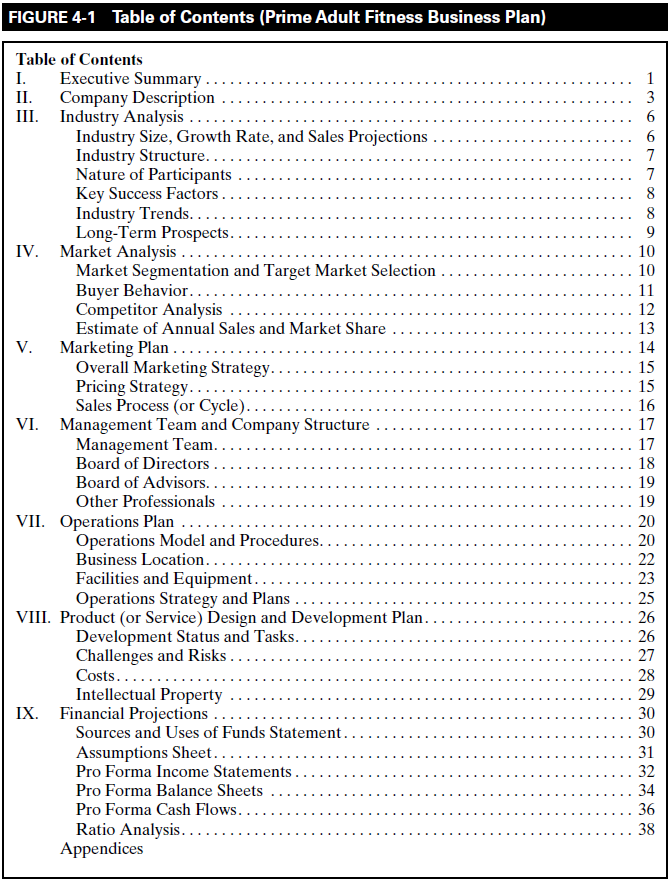 FIGURE 4-1 Table of Contents (Prime Adult Fitness Business Plan)
Table of Contents
I. Executive Summary . . . . . . . . . . 1
II. Company Description . . . . . . . . . . 3
III. Industry Analysis . . . . . . . . . . 6
Industry Size, Growth Rate, and Sales Projections . . . . . . . . . . 6
Industry Structure. . . . . . . . . . 7
Nature of Participants . . . . . . . . . . 7
Key Success Factors . . . . . . . . . . 8
Industry Trends. . . . . . . . . . 8
Long-Term Prospects. . . . . . . . . . 9
IV. Market Analysis . . . . . . . . . . 10
Market Segmentation and Target Market Selection . . . . . . . . . . 10
Buyer Behavior. . . . . . . . . . 11
Competitor Analysis . . . . . . . . . . 12
Estimate of Annual Sales and Market Share . . . . . . . . . . 13
V. Marketing Plan . . . . . . . . . . 14
Overall Marketing Strategy. . . . . . . . . . 15
Pricing Strategy. . . . . . . . . . 15
Sales Process (or Cycle). . . . . . . . . . 16
VI. Management Team and Company Structure . . . . . . . . . . 17
Management Team. . . . . . . . . . 17
Board of Directors . . . . . . . . . . 18
Board of Advisors. . . . . . . . . . 19
Other Professionals . . . . . . . . . . 19
VII. Operations Plan . . . . . . . . . . 20
Operations Model and Procedures. . . . . . . . . . 20
Business Location. . . . . . . . . . 22
Facilities and Equipment. . . . . . . . . . 23
Operations Strategy and Plans . . . . . . . . . . 25
VIII. Product (or Service) Design and Development Plan. . . . . . . . . . 26
Development Status and Tasks. . . . . . . . . . 26
Challenges and Risks . . . . . . . . . . 27
Costs. . . . . . . . . . 28
Intellectual Property . . . . . . . . . . 29
IX. Financial Projections . . . . . . . . . . 30
Sources and Uses of Funds Statement. . . . . . . . . . 30
Assumptions Sheet. . . . . . . . . . 31
Pro Forma Income Statements . . . . . . . . . . 32
Pro Forma Balance Sheets . . . . . . . . . . 34
Pro Forma Cash Flows. . . . . . . . . . 36
Ratio Analysis. . . . . . . . . . 38
Appendices